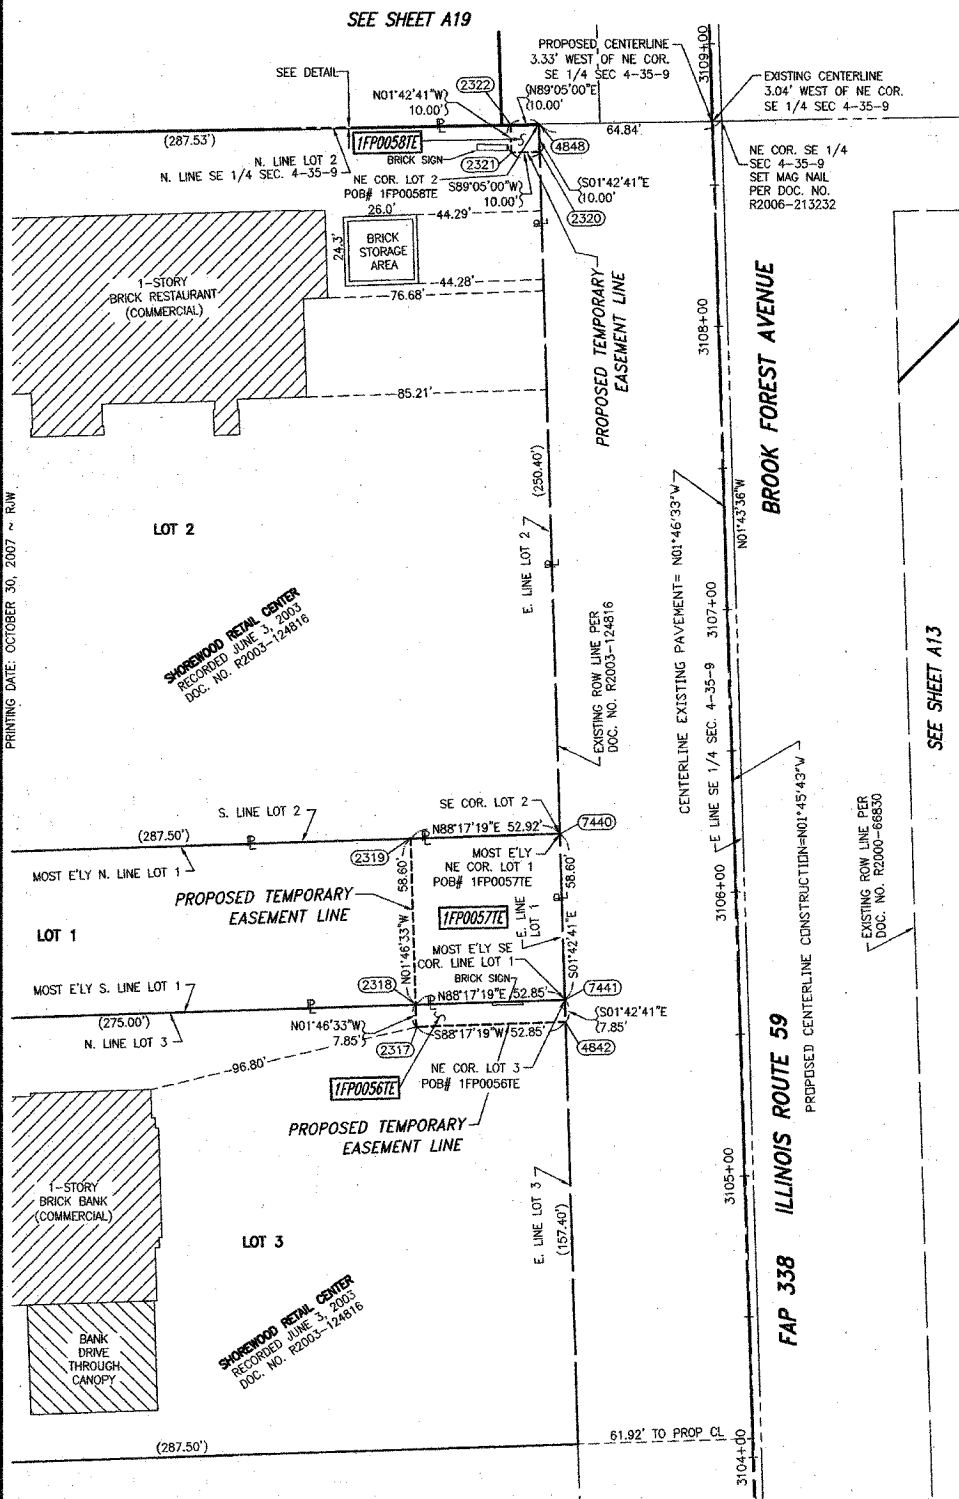 SEE SHEET A19
SEE DETAIL
PROPOSED CENTERLINE
3.33' WEST OF NE COR.
SE 1/4 SEC 4-35-9
3109+00
EXISTING CENTERLINE
3.04' WEST OF NE COR.
SE 1/4 SEC 4-35-9
2322
N01°42'41"W
10.00'
(N89°05'00"E
(10.00'
(287.53')
1FP0058TE
BRICK SIGN
N. LINE LOT 2
N. LINE SE 1/4 SEC. 4-35-9
2321
4848
64.84'
NE COR. SE 1/4
SEC 4-35-9
SET MAG NAIL
PER DOC. NO.
R2006-213232
NE COR. LOT 2
POB# 1FP0058TE
S89°05'00"W
10.00'
(S01°42'41"E
(10.00'
2320
26.0'
24.3'
44.29'
BRICK
STORAGE
AREA
44.28'
76.68'
1-STORY
BRICK RESTAURANT
(COMMERCIAL)
85.21'
PROPOSED TEMPORARY
EASEMENT LINE
3108+00
BROOK FOREST AVENUE
(250.40')
LOT 2
E. LINE LOT 2
PRINTING DATE: OCTOBER 30, 2007 ~ RJW
SHOREWOOD RETAIL CENTER
RECORDED JUNE 3, 2003
DOC. NO. R2003-124816
CENTERLINE EXISTING PAVEMENT= N01°46'33"W
N01°43'36"W
3107+00
EXISTING ROW LINE PER
DOC. NO. R2003-124816
E LINE SE 1/4 SEC. 4-35-9
SEE SHEET A13
S. LINE LOT 2
SE COR. LOT 2
(287.50')
N88°17'19"E 52.92'
7440
2319
MOST E'LY N. LINE LOT 1
MOST E'LY
NE COR. LOT 1
POB# 1FP0057TE
58.60'
58.60'
PROPOSED TEMPORARY
EASEMENT LINE
1FP0057TE
E. LINE
LOT 1
3106+00
EXISTING ROW LINE PER
DOC. NO. R2000-66830
LOT 1
N01°46'33"W
S01°42'41"E
MOST E'LY SE
COR. LINE LOT 1
BRICK SIGN
MOST E'LY S. LINE LOT 1
2318
N88°17'19"E 52.85'
7441
(275.00')
N. LINE LOT 3
N01°46'33"W
7.85'
2317
S88°17'19"W 52.85'
(S01°42'41"E
(7.85'
4842
PROPOSED CENTERLINE CONSTRUCTION=N01°45'43"W
96.80'
1FP0056TE
NE COR. LOT 3
POB# 1FP0056TE
PROPOSED TEMPORARY
EASEMENT LINE
1-STORY
BRICK BANK
(COMMERCIAL)
3105+00
E. LINE LOT 3
(157.40')
LOT 3
FAP 338 ILLINOIS ROUTE 59
SHOREWOOD RETAIL CENTER
RECORDED JUNE 3, 2003
DOC. NO. R2003-124816
BANK
DRIVE
THROUGH
CANOPY
(287.50')
61.92' TO PROP CL
3104+00